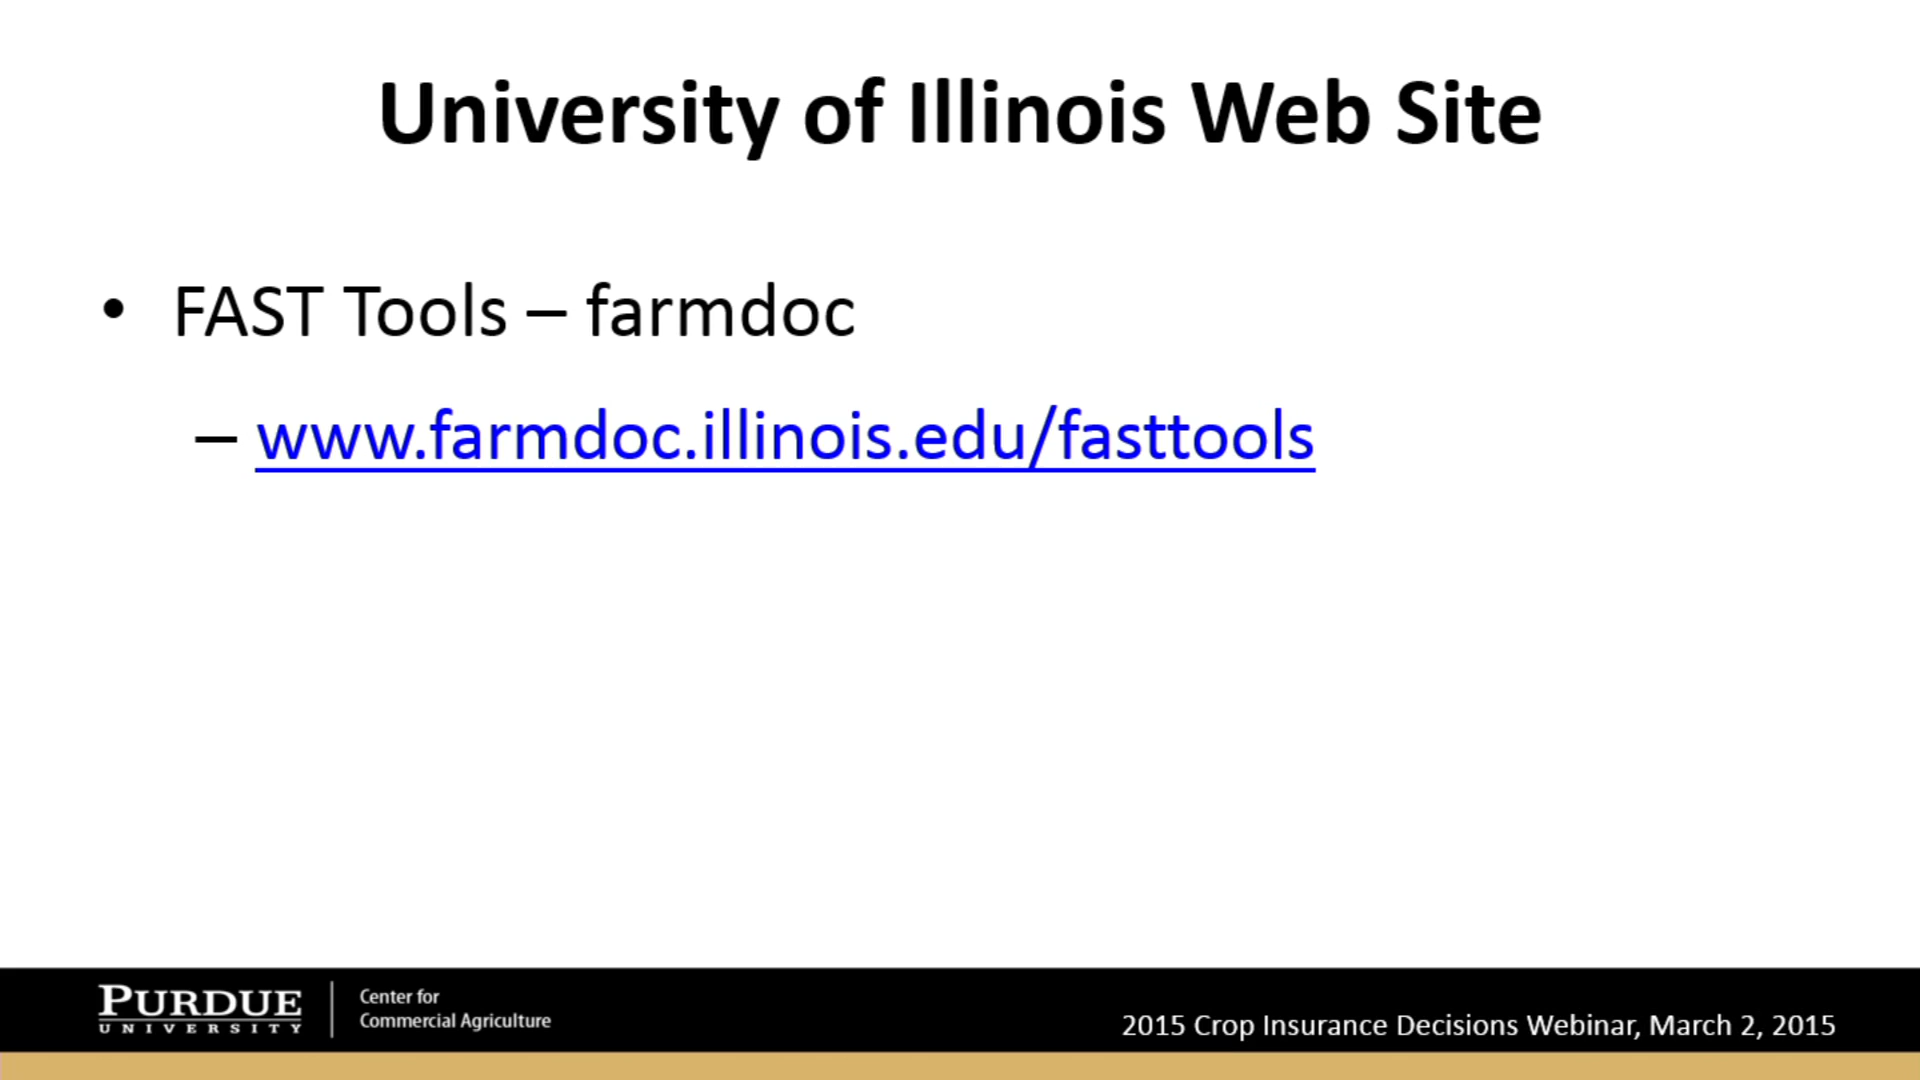 University of Illinois Web Site
• FAST Tools – farmdoc
– www.farmdoc.illinois.edu/fasttools
PURDUE
UNIVERSITY
Center for
Commercial Agriculture
2015 Crop Insurance Decisions Webinar, March 2, 2015